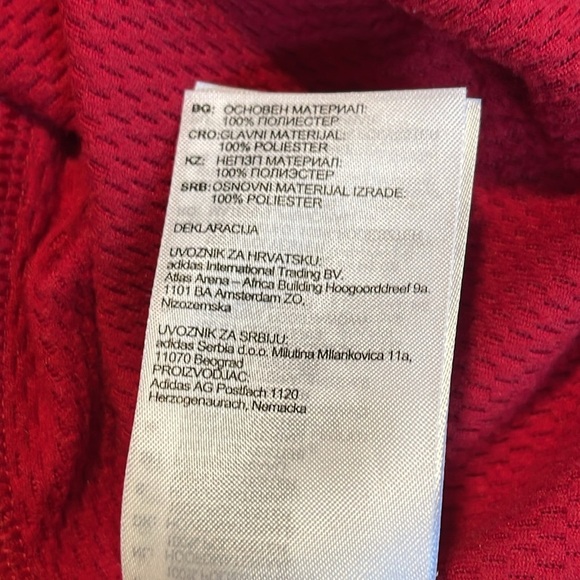 BG: ОСНОВЕН МАТЕРИАЛ:
100% ПОЛИЕСТЕР
CRO:GLAVNI MATERIJAL:
100% POLIESTER
KZ: НЕГІЗГІ МАТЕРИАЛ:
100% ПОЛИЭСТЕР
SRB: OSNOVNI MATERIJAL IZRADE:
100% POLIESTER
DEKLARACIJA
UVOZNIK ZA HRVATSKU:
adidas International Trading BV.
Atlas Arena – Africa Building Hoogoorddreef 9a.
1101 BA Amsterdam ZO,
Nizozemska
UVOZNIK ZA SRBIJU:
adidas Serbia d.o.o. Milutina Milankovica 11a,
11070 Beograd
PROIZVODJAC:
Adidas AG Postfach 1120
Herzogenaurach, Nemacka